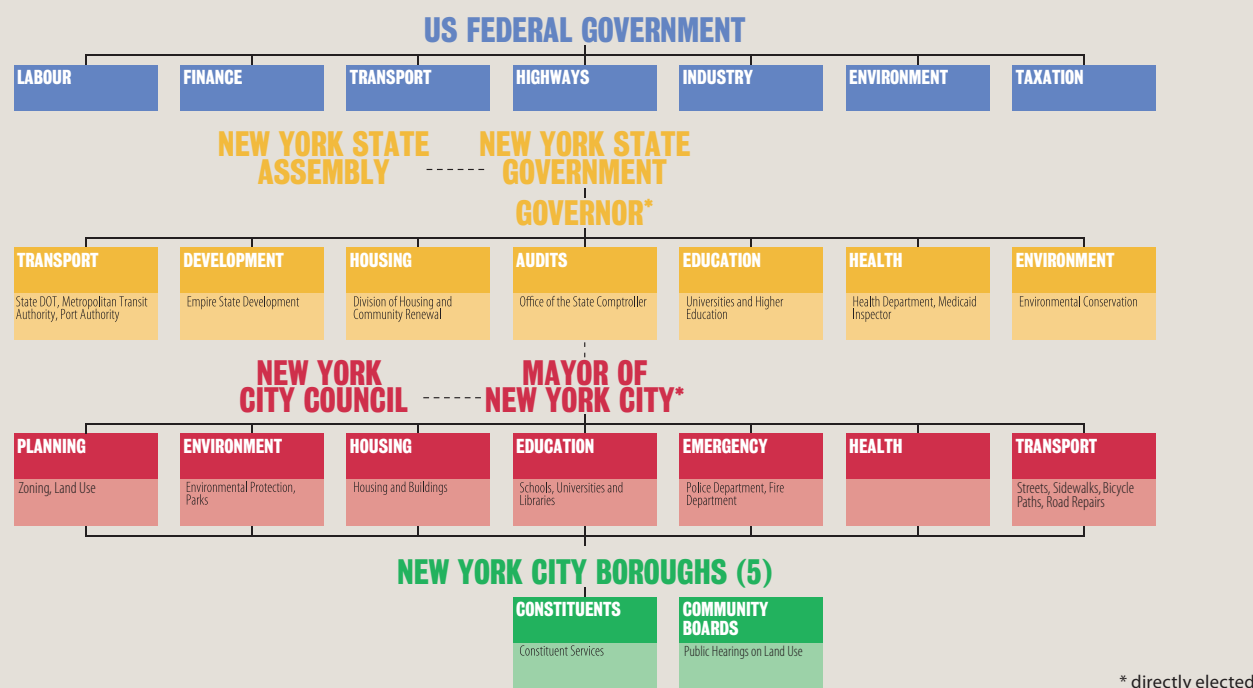 US FEDERAL GOVERNMENT
LABOUR
FINANCE
TRANSPORT
HIGHWAYS
INDUSTRY
ENVIRONMENT
TAXATION
NEW YORK STATE
ASSEMBLY
NEW YORK STATE
GOVERNMENT
GOVERNOR*
TRANSPORT
State DOT, Metropolitan Transit
Authority, Port Authority
DEVELOPMENT
Empire State Development
HOUSING
Division of Housing and
Community Renewal
AUDITS
Office of the State Comptroller
EDUCATION
Universities and Higher
Education
HEALTH
Health Department, Medicaid
Inspector
ENVIRONMENT
Environmental Conservation
NEW YORK
CITY COUNCIL
MAYOR OF
NEW YORK CITY*
PLANNING
Zoning, Land Use
ENVIRONMENT
Environmental Protection,
Parks
HOUSING
Housing and Buildings
EDUCATION
Schools, Universities and
Libraries
EMERGENCY
Police Department, Fire
Department
HEALTH
TRANSPORT
Streets, Sidewalks, Bicycle
Paths, Road Repairs
NEW YORK CITY BOROUGHS (5)
CONSTITUENTS
Constituent Services
COMMUNITY
BOARDS
Public Hearings on Land Use
* directly elected